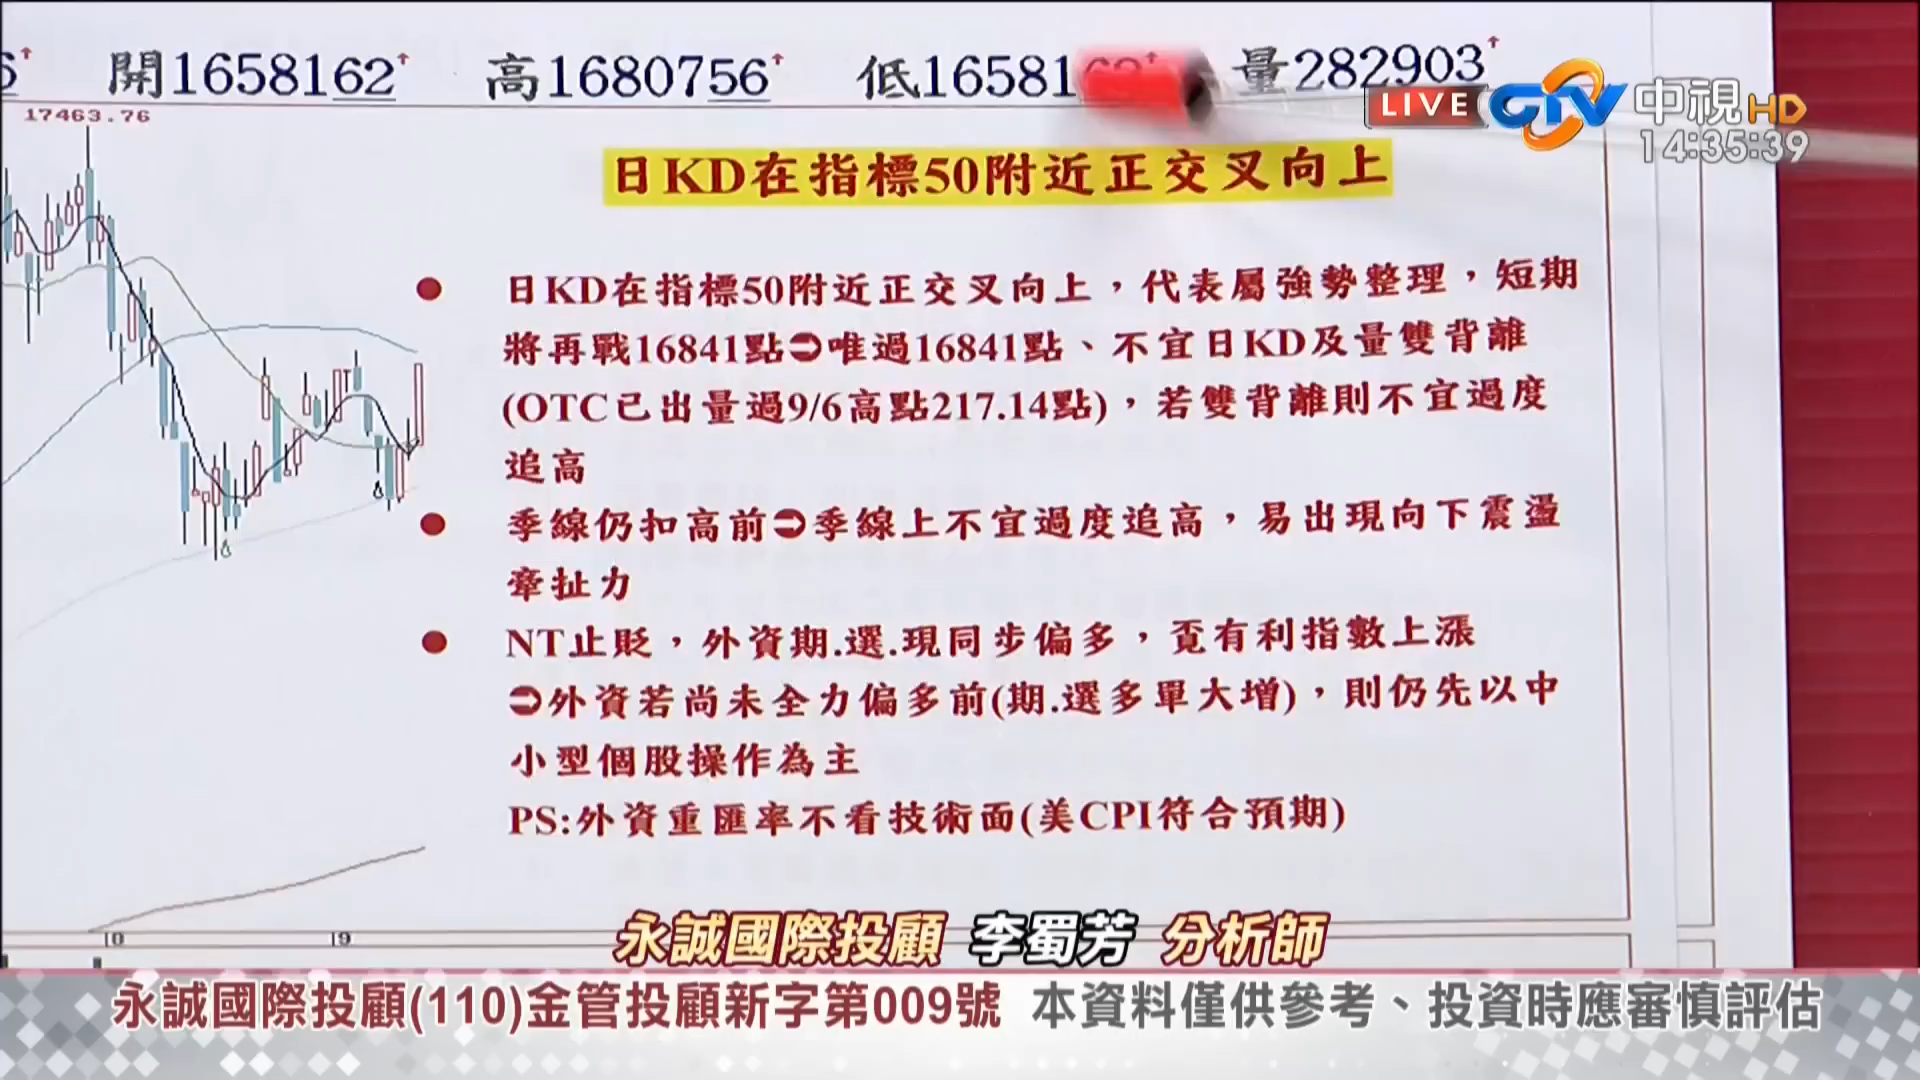 開1658162↑ 高1680756↑ 低16581 量282903↑
17463.76
LIVE CTV 中視HD
14:35:39
日KD在指標50附近正交叉向上
● 日KD在指標50附近正交叉向上，代表屬強勢整理，短期
將再戰16841點➲唯過16841點、不宜日KD及量雙背離
(OTC已出量過9/6高點217.14點)，若雙背離則不宜過度
追高
● 季線仍扣高前➲季線上不宜過度追高，易出現向下震盪
牽扯力
● NT止貶，外資期.選.現同步偏多，寔有利指數上漲
➲外資若尚未全力偏多前(期.選多單大增)，則仍先以中
小型個股操作為主
PS:外資重匯率不看技術面(美CPI符合預期)
永誠國際投顧 李蜀芳 分析師
永誠國際投顧(110)金管投顧新字第009號 本資料僅供參考、投資時應審慎評估